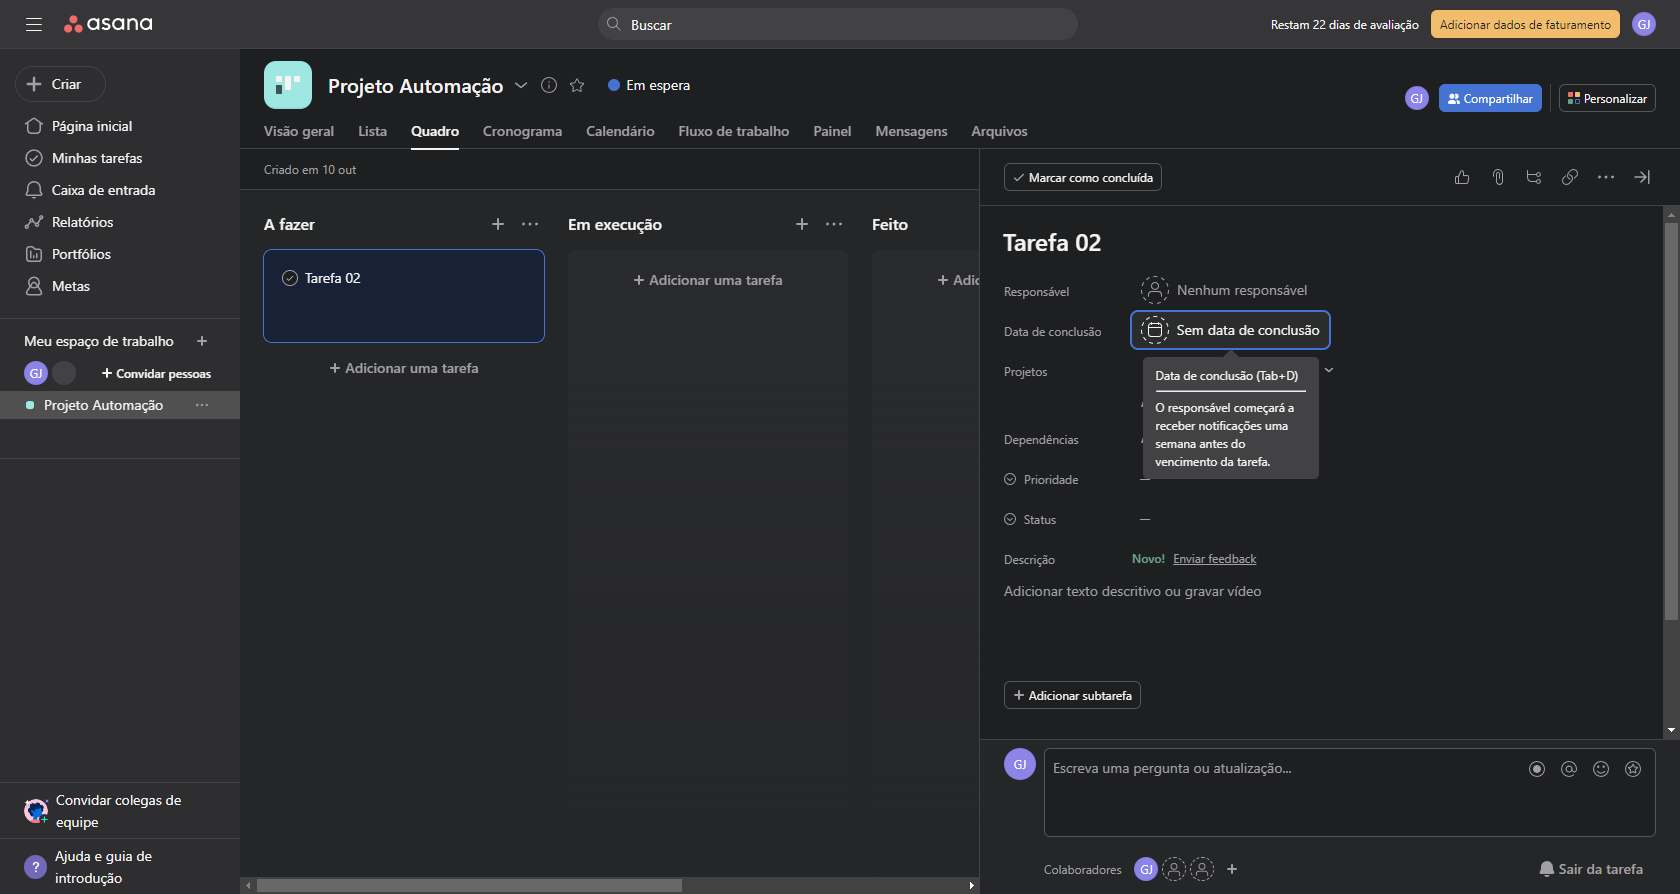 asana
Buscar
Restam 22 dias de avaliação
Adicionar dados de faturamento
GJ
Criar
Página inicial
Minhas tarefas
Caixa de entrada
Relatórios
Portfólios
Metas
Meu espaço de trabalho
GJ
+ Convidar pessoas
Projeto Automação
Convidar colegas de
equipe
?
Ajuda e guia de
introdução
Projeto Automação
Em espera
GJ
Compartilhar
Personalizar
Visão geral
Lista
Quadro
Cronograma
Calendário
Fluxo de trabalho
Painel
Mensagens
Arquivos
Criado em 10 out
A fazer
Tarefa 02
+ Adicionar uma tarefa
Em execução
+ Adicionar uma tarefa
Feito
Marcar como concluída
Tarefa 02
Responsável
Nenhum responsável
Data de conclusão
Sem data de conclusão
Data de conclusão (Tab+D)
O responsável começará a
receber notificações uma
semana antes do
vencimento da tarefa.
Projetos
Dependências
Prioridade
—
Status
—
Descrição
Novo! Enviar feedback
Adicionar texto descritivo ou gravar vídeo
+ Adicionar subtarefa
GJ
Escreva uma pergunta ou atualização...
Colaboradores
GJ
Sair da tarefa